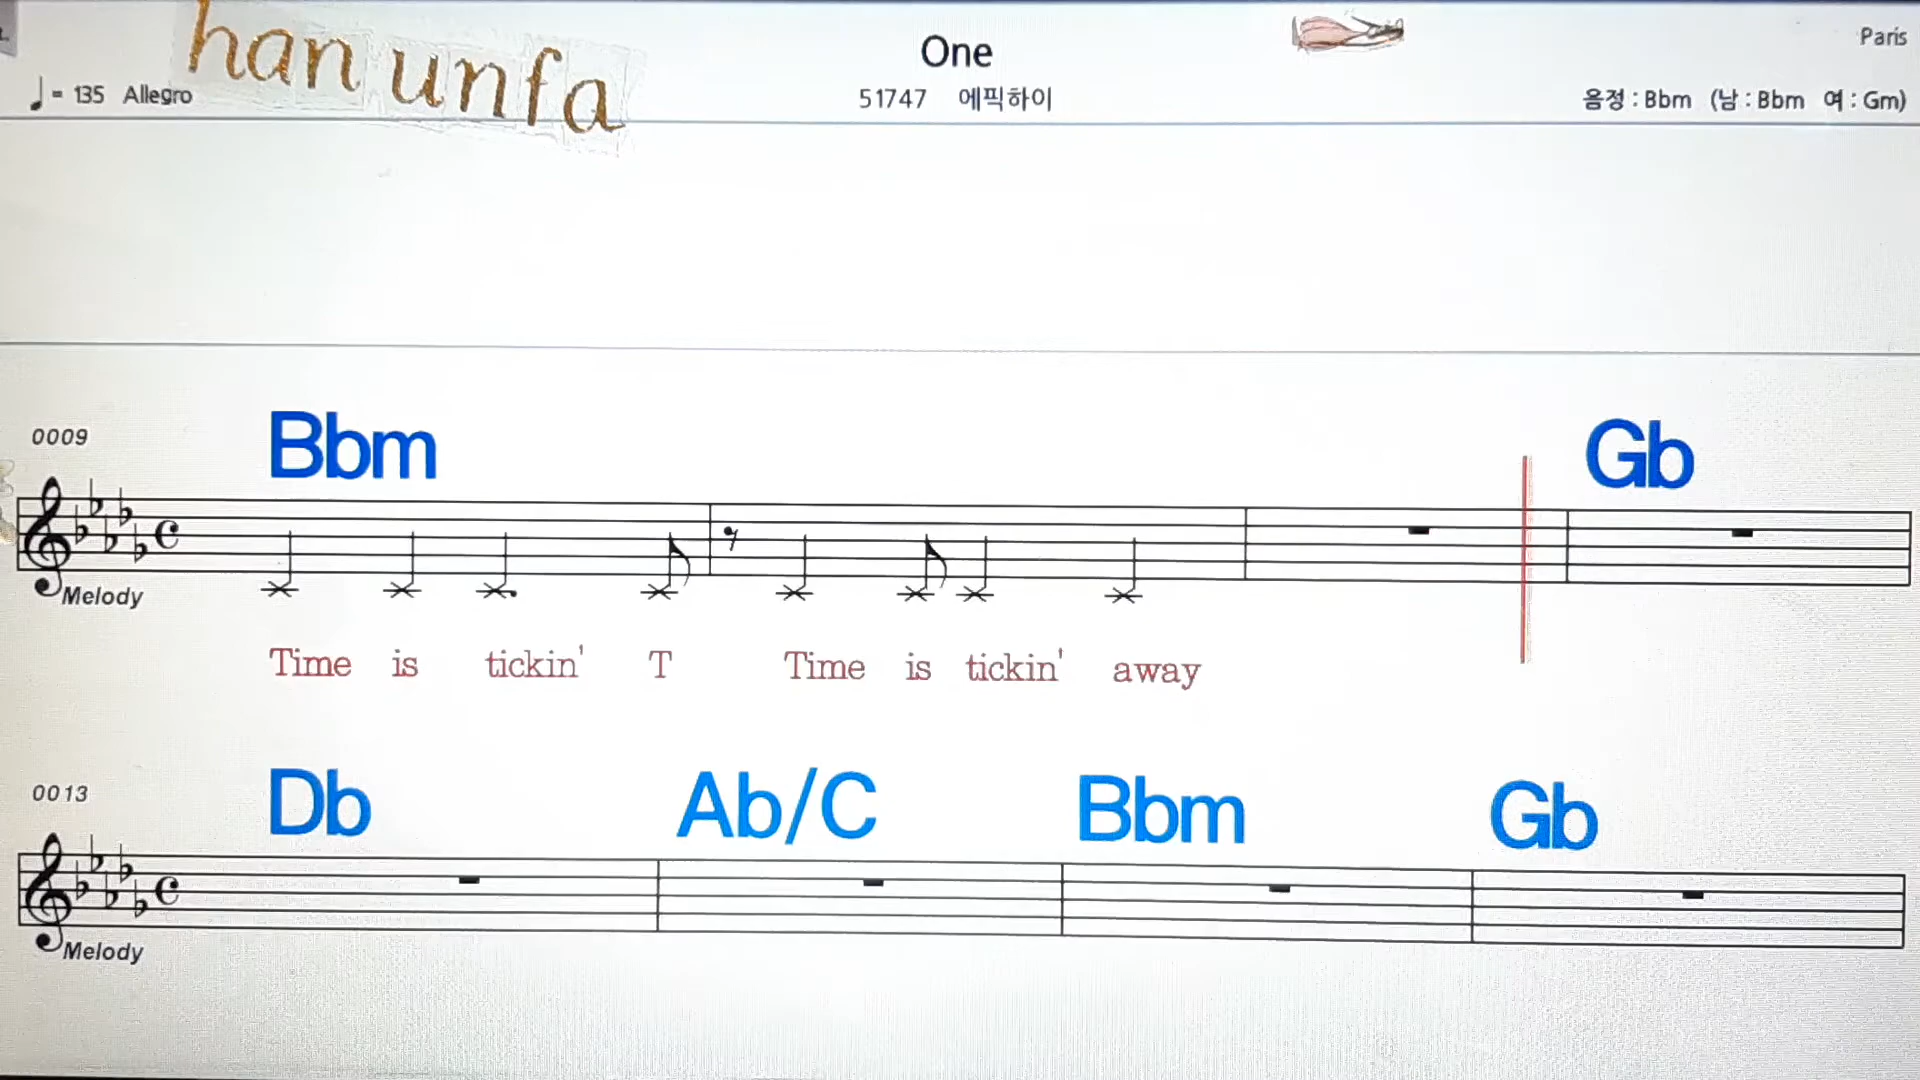 han unfa
One
Paris
= 135 Allegro
51747 에픽하이
음정 : Bbm (남 : Bbm 여 : Gm)
0009
Bbm Gb
Melody
Time is tickin' T Time is tickin' away
0013
Db Ab/C Bbm Gb
Melody